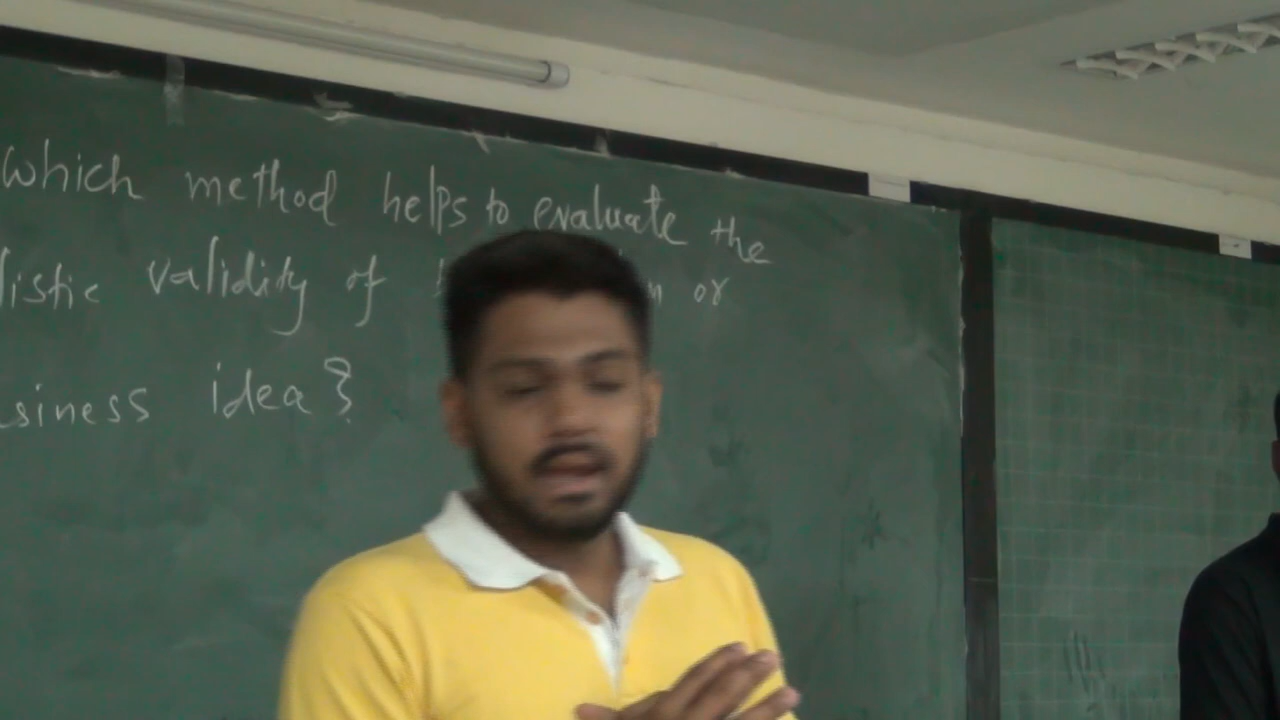 Which method helps to evaluate the
listic validity of or
siness idea?